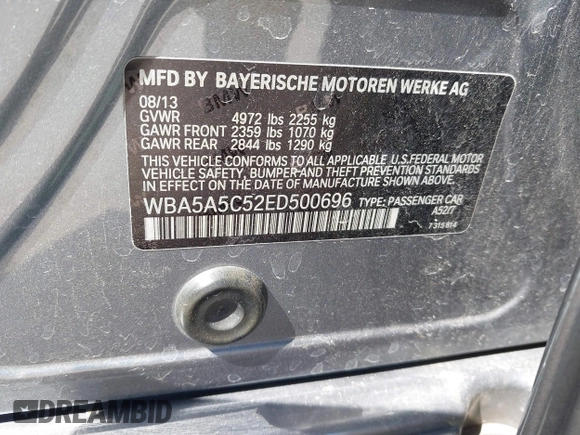 MFD BY BAYERISCHE MOTOREN WERKE AG
08/13
GVWR 4972 lbs 2255 kg
GAWR FRONT 2359 lbs 1070 kg
GAWR REAR 2844 lbs 1290 kg
THIS VEHICLE CONFORMS TO ALL APPLICABLE U.S.FEDERAL MOTOR
VEHICLE SAFETY, BUMPER-AND THEFT PREVENTION STANDARDS
IN EFFECT ON THE DATE OF MANUFACTURE SHOWN ABOVE.
WBA5A5C52ED500696 TYPE: PASSENGER CAR
A52/7
7315814
DREAMBID